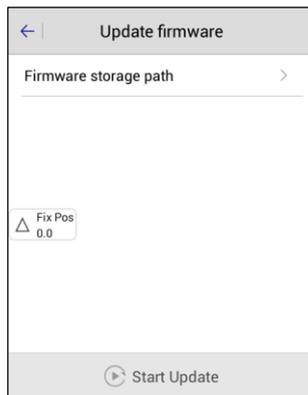 Update firmware
Firmware storage path
Fix Pos
0.0
Start Update